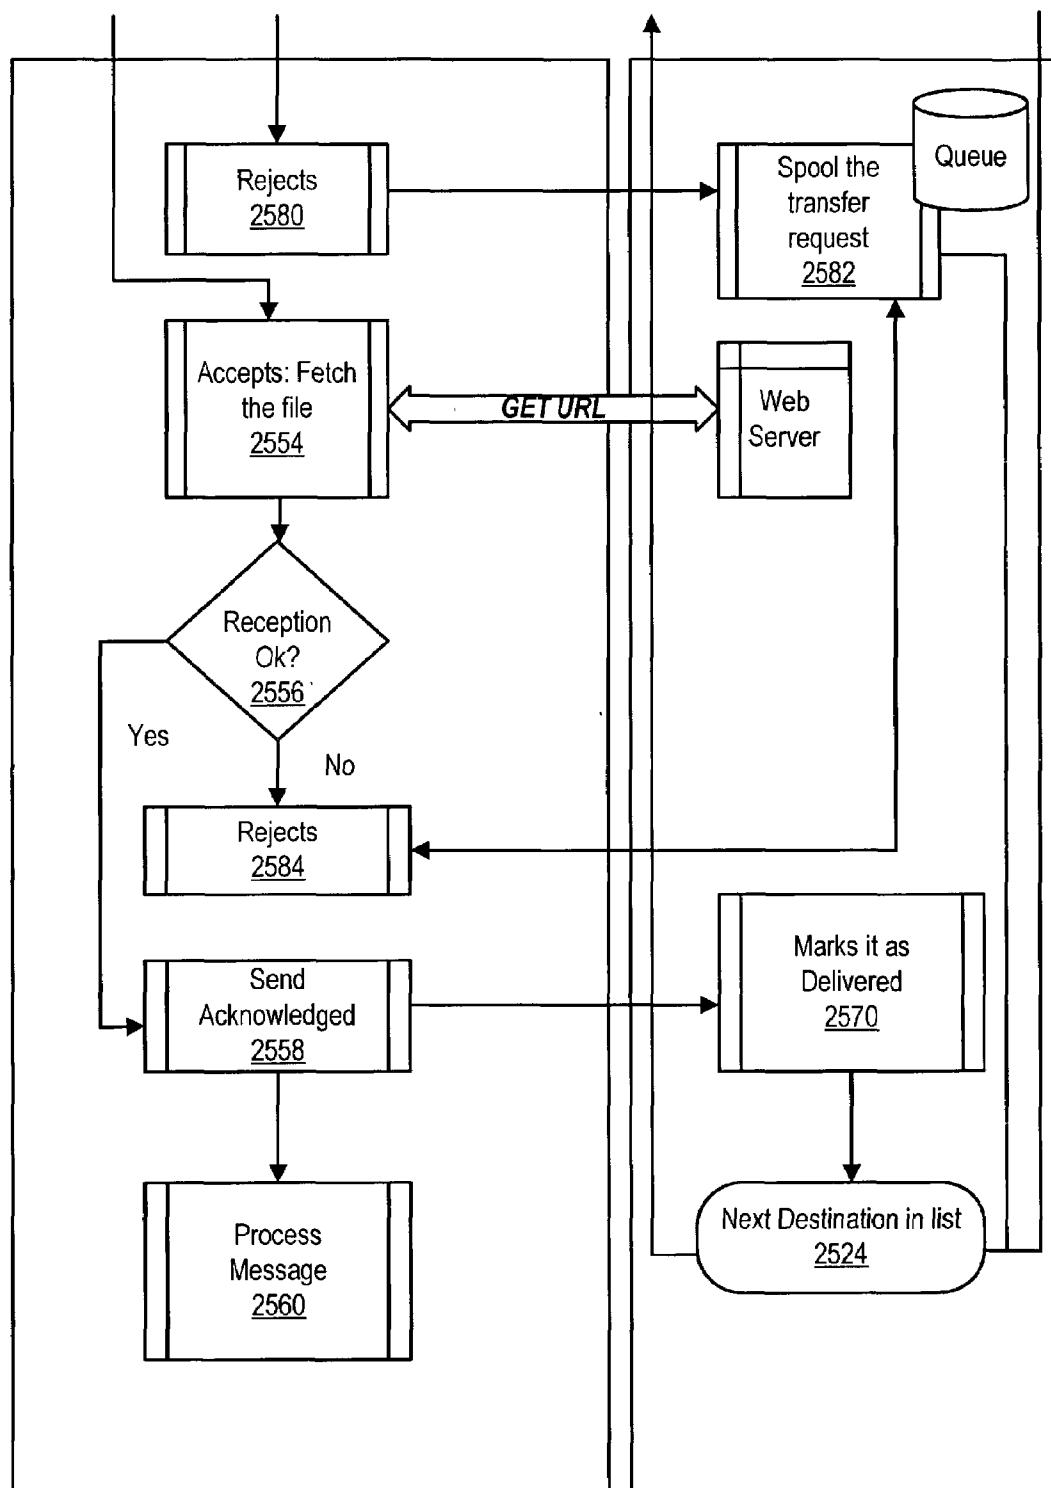 Rejects
2580
Spool the
transfer
request
2582
Queue
Accepts: Fetch
the file
2554
GET URL
Web
Server
Reception
Ok?
2556
Yes
No
Rejects
2584
Send
Acknowledged
2558
Marks it as
Delivered
2570
Process
Message
2560
Next Destination in list
2524